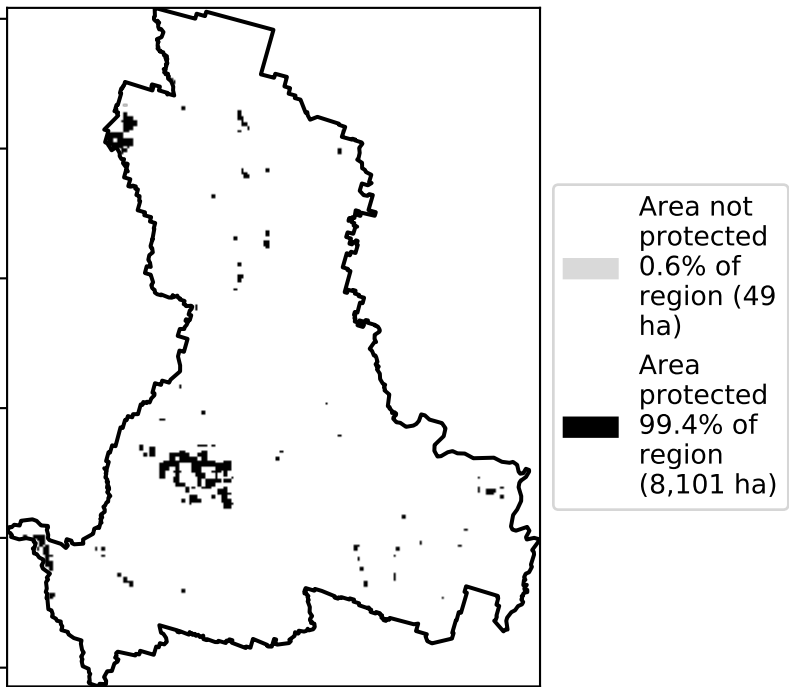 Area not
protected
0.6% of
region (49
ha)
Area
protected
99.4% of
region
(8,101 ha)